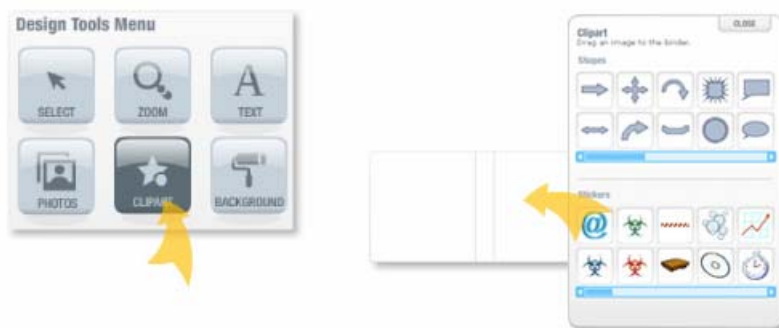 Design Tools Menu
SELECT
ZOOM
TEXT
PHOTOS
CLIPART
BACKGROUND
CLOSE
Clipart
Drag an image to the binder.
Shapes
Stickers
@